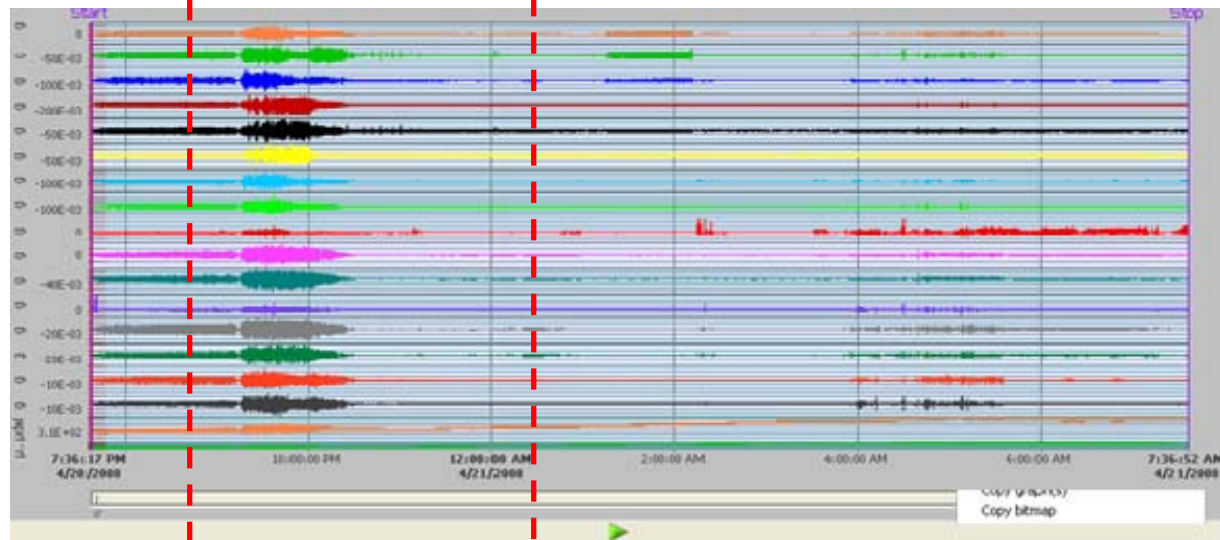 Start Stop
0
-50E-03
-100E-03
-200E-03
-50E-03
-50E-03
-100E-03
-100E-03
0
0
-40E-03
0
-20E-03
-10E-03
-10E-03
3.1E+02
7:36:17 PM 10:00:00 PM 12:00:00 AM 2:00:00 AM 4:00:00 AM 6:00:00 AM 7:36:52 AM
4/20/2008 4/21/2008 4/21/2008
Copy graph(s)
Copy bitmap